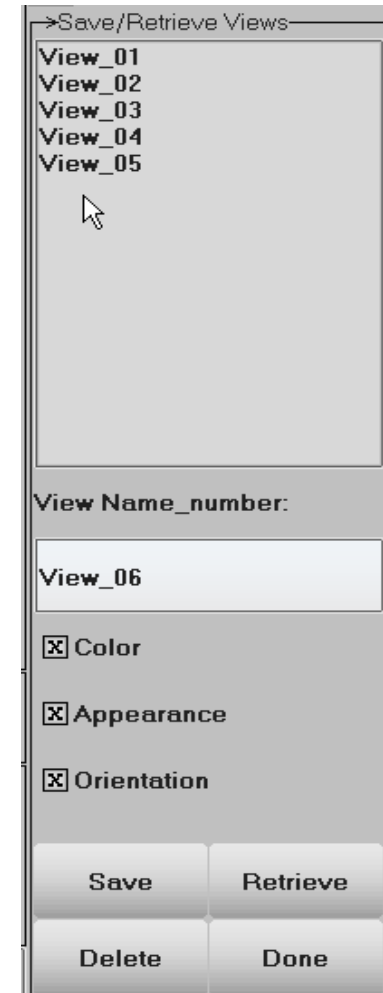 ->Save/Retrieve Views
View_01
View_02
View_03
View_04
View_05
View Name_number:
View_06
Color
Appearance
Orientation
Save Retrieve
Delete Done